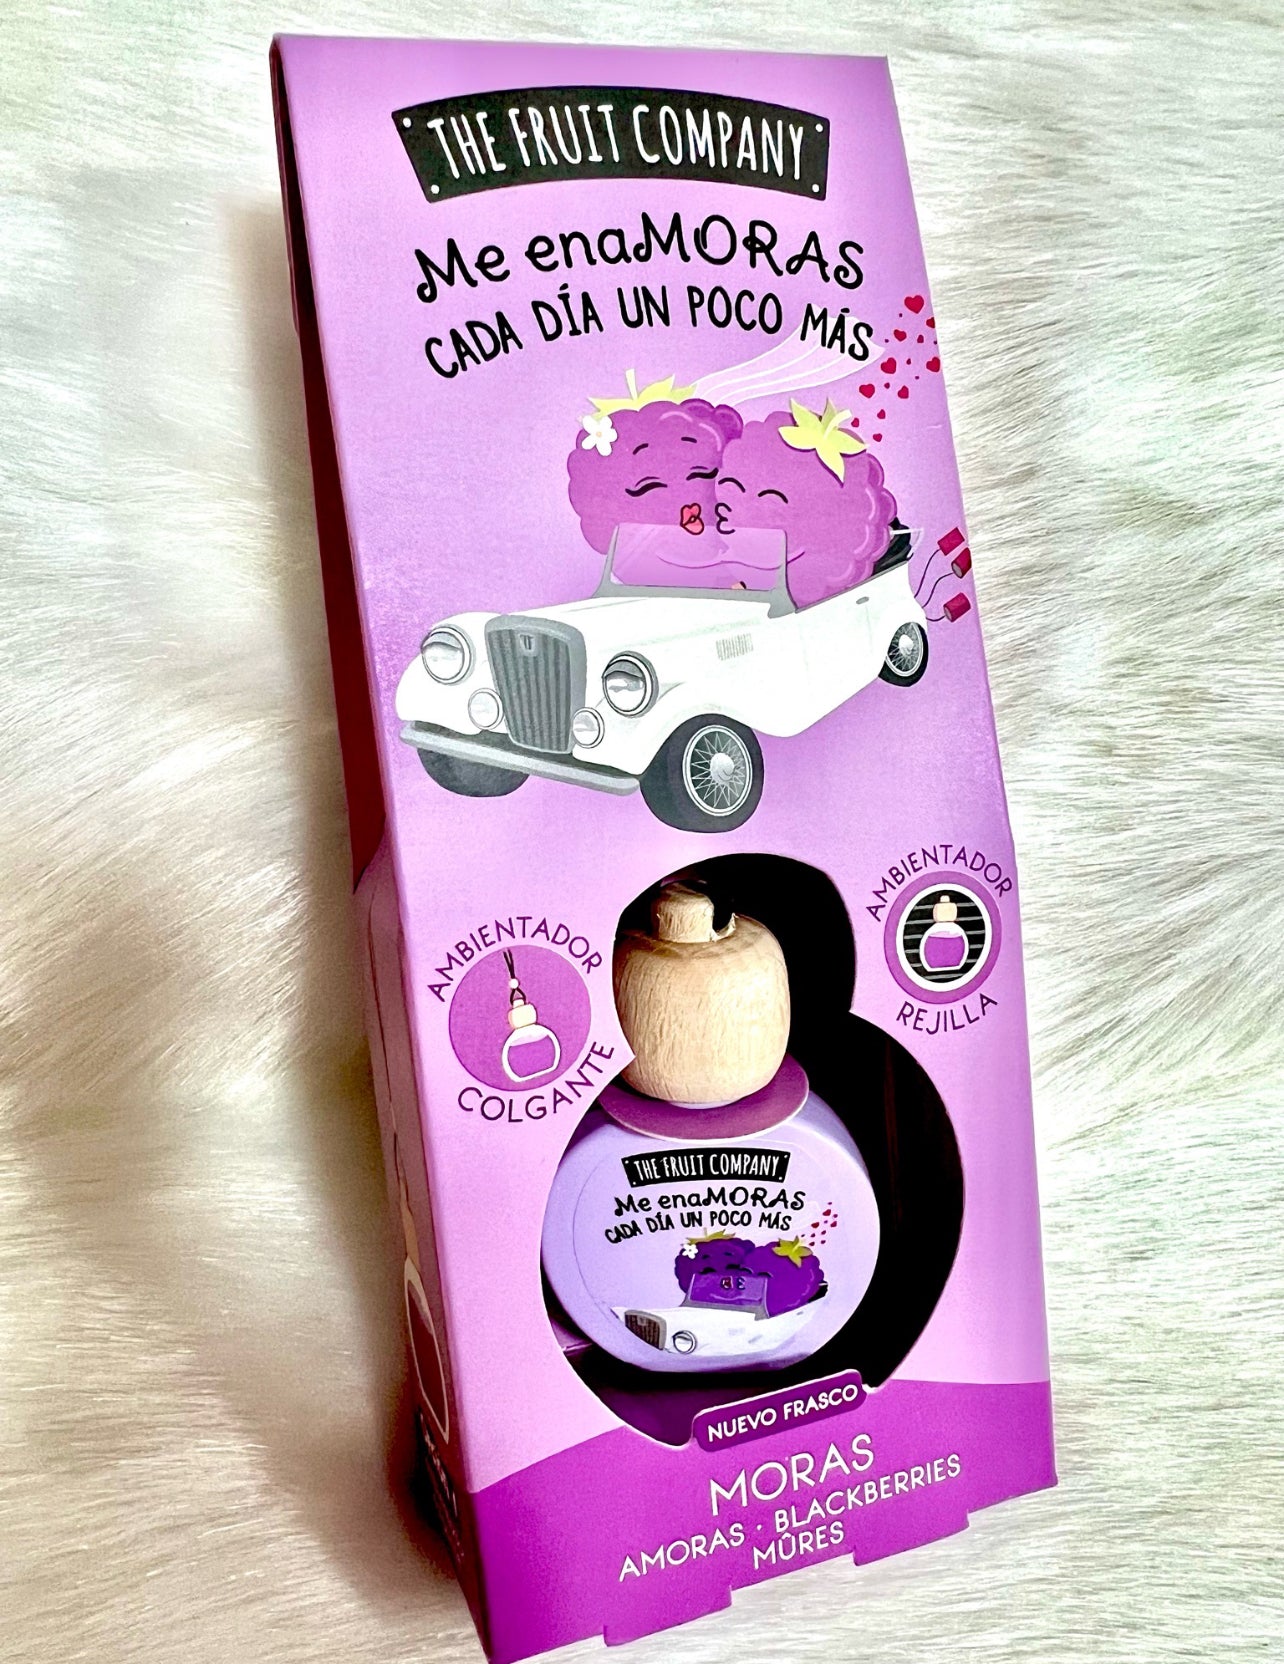 THE FRUIT COMPANY
Me enaMORAS
CADA DÍA UN POCO MÁS
AMBIENTADOR
COLGANTE
AMBIENTADOR
REJILLA
THE FRUIT COMPANY
Me enaMORAS
CADA DÍA UN POCO MÁS
NUEVO FRASCO
MORAS
AMORAS · BLACKBERRIES
MÛRES